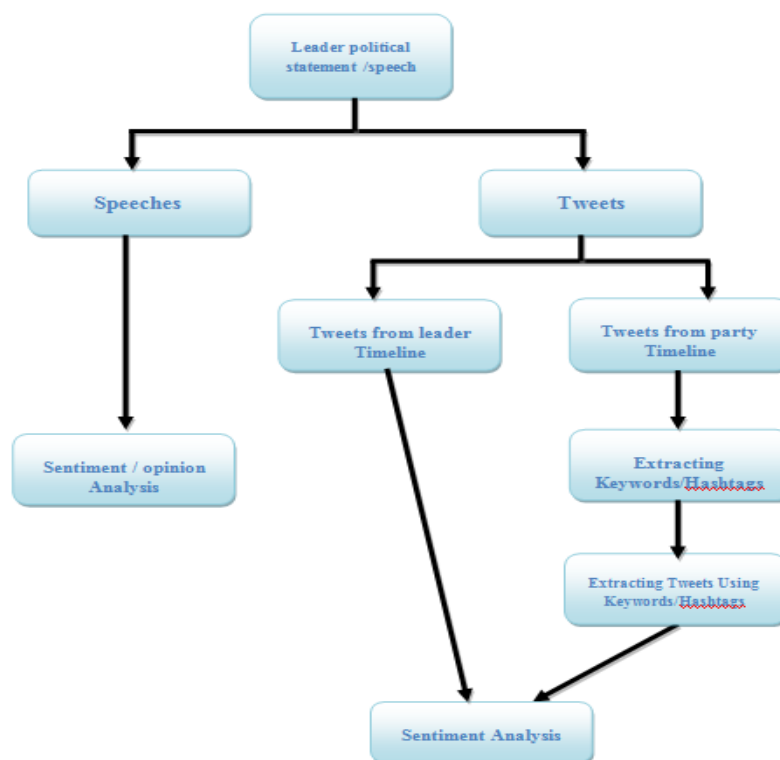 Leader political
statement /speech
Speeches
Tweets
Tweets from leader
Timeline
Tweets from party
Timeline
Sentiment / opinion
Analysis
Extracting
Keywords/Hashtags
Extracting Tweets Using
Keywords/Hashtags
Sentiment Analysis